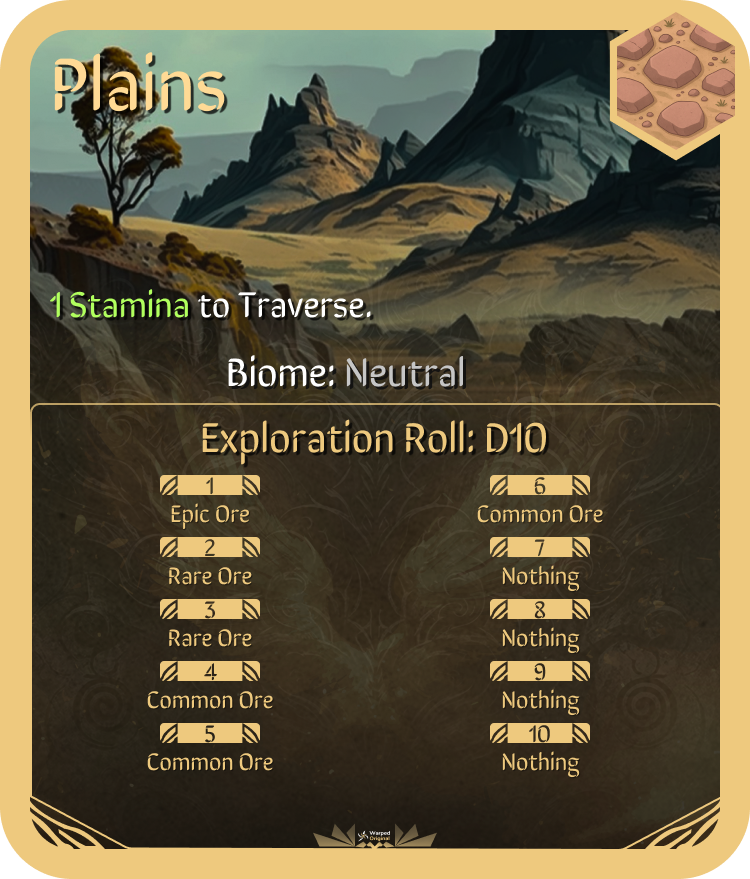 Plains
1 Stamina to Traverse.
Biome: Neutral
Exploration Roll: D10
1
Epic Ore
2
Rare Ore
3
Rare Ore
4
Common Ore
5
Common Ore
6
Common Ore
7
Nothing
8
Nothing
9
Nothing
10
Nothing
Warped
Original